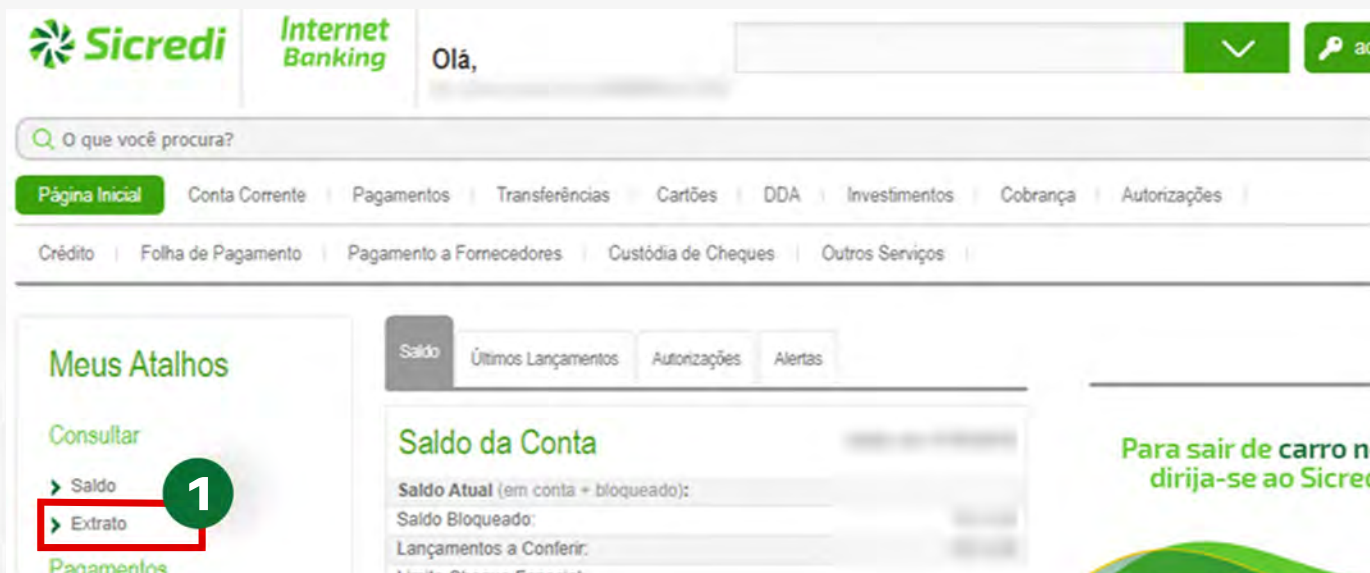 Sicredi
Internet
Banking
Olá,
O que você procura?
Página Inicial Conta Corrente Pagamentos Transferências Cartões DDA Investimentos Cobrança Autorizações
Crédito Folha de Pagamento Pagamento a Fornecedores Custódia de Cheques Outros Serviços
Meus Atalhos
Consultar
Saldo
1
Extrato
Pagamentos
Saldo Últimos Lançamentos Autorizações Alertas
Saldo da Conta
Saldo Atual (em conta + bloqueado):
Saldo Bloqueado:
Lançamentos a Conferir:
Para sair de carro n
dirija-se ao Sicred